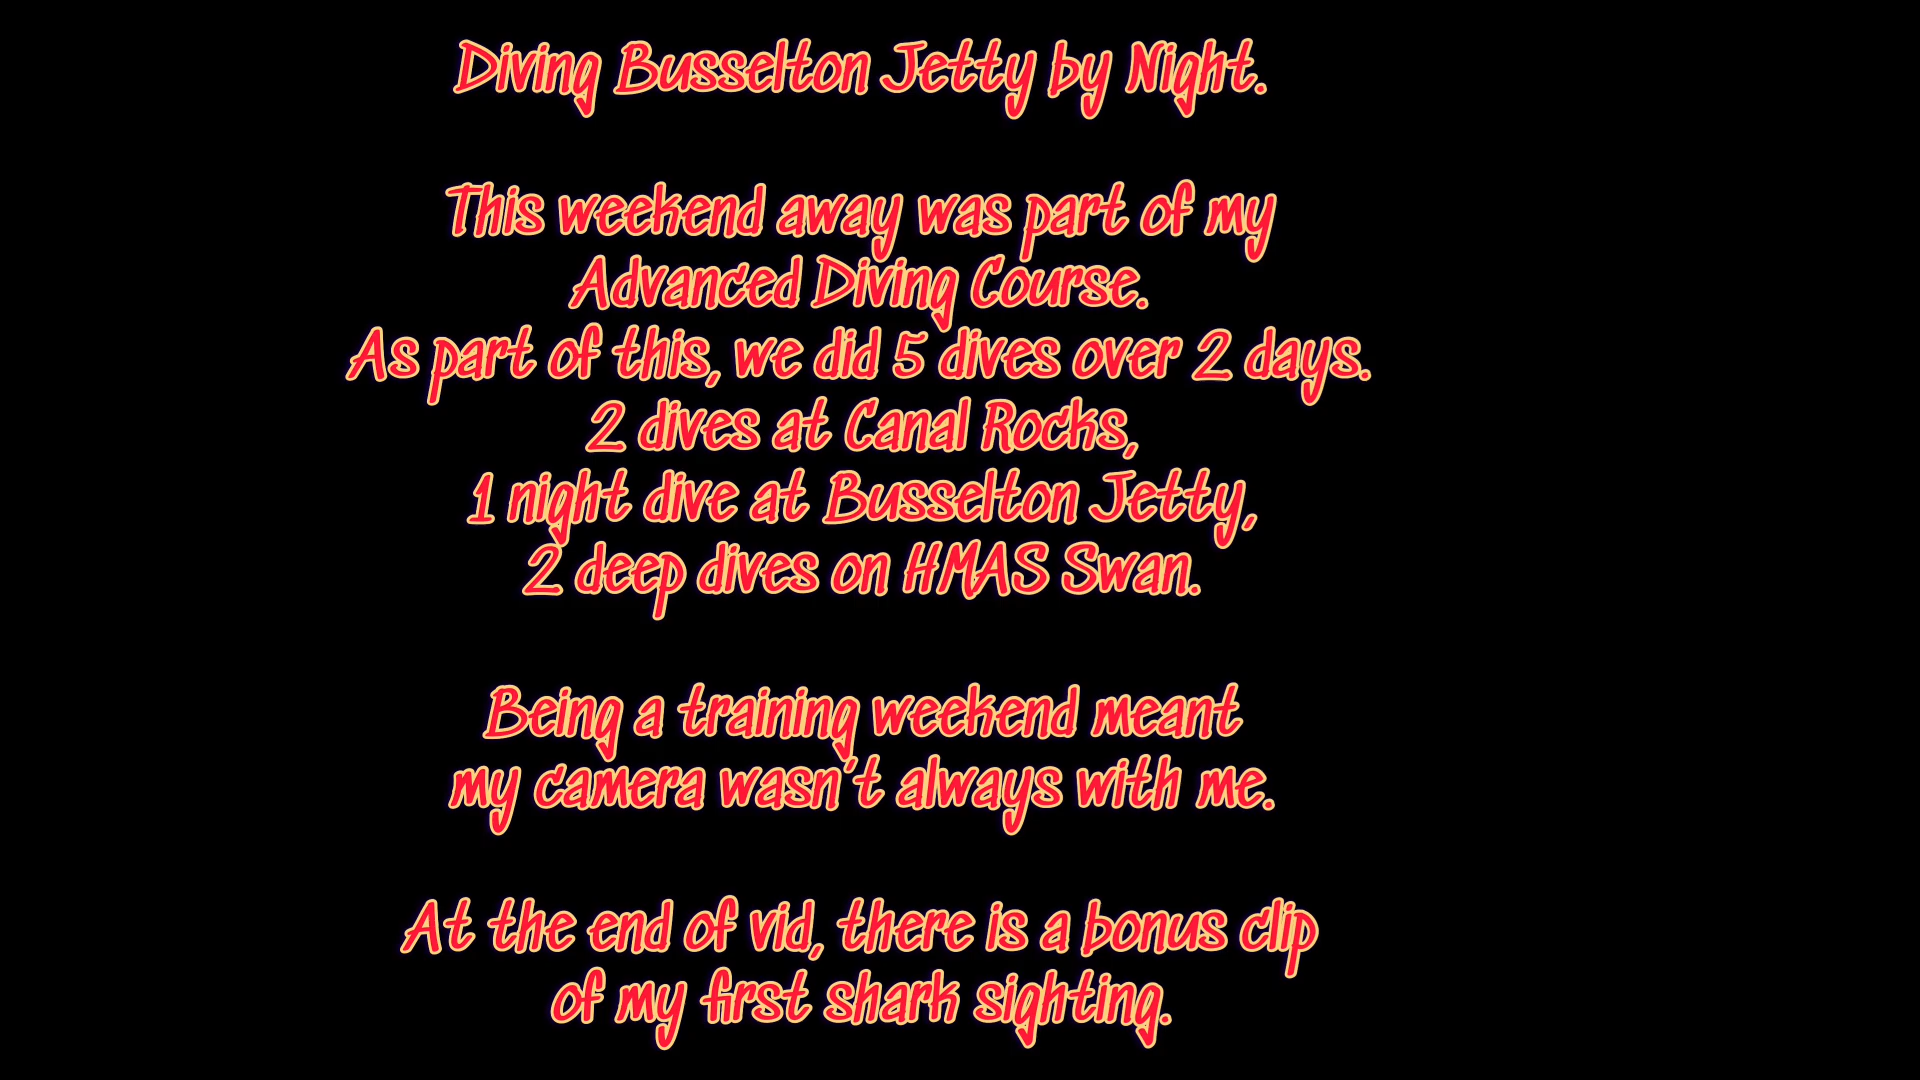 Diving Busselton Jetty by Night.
This weekend away was part of my
Advanced Diving Course.
As part of this, we did 5 dives over 2 days.
2 dives at Canal Rocks,
1 night dive at Busselton Jetty,
2 deep dives on HMAS Swan.
Being a training weekend meant
my camera wasn't always with me.
At the end of vid, there is a bonus clip
of my first shark sighting.